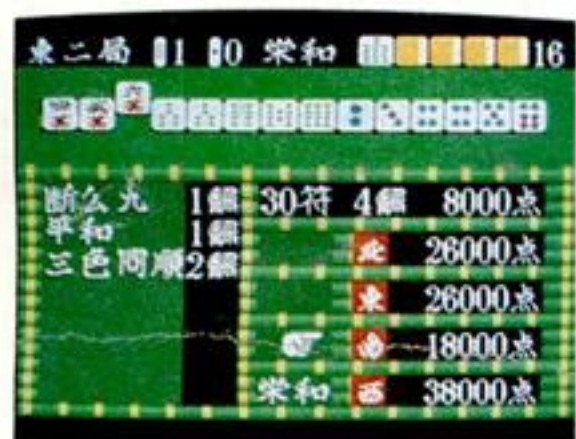 東二局 1 0 栄和 16
断么九 1飜
平和 1飜
三色同順 2飜
30符 4飜 8000点
北 26000点
東 26000点
南 18000点
栄和 西 38000点